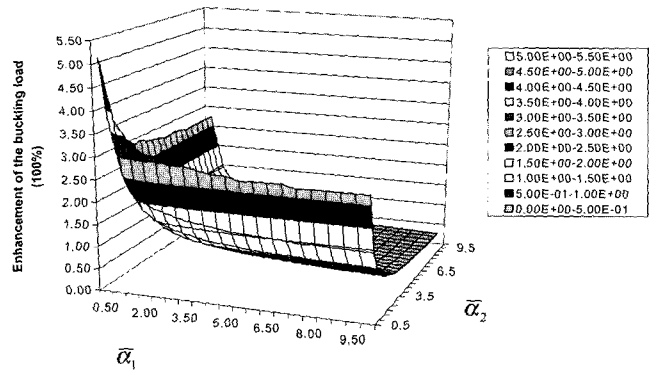 Enhancement of the buckling load
(100%)
5.50
5.00
4.50
4.00
3.50
3.00
2.50
2.00
1.50
1.00
0.50
0.00
0.50
2.00
3.50
5.00
6.50
8.00
9.50
0.5
3.5
6.5
9.5
ᾱ₁
ᾱ₂
5.00E+00-5.50E+00
4.50E+00-5.00E+00
4.00E+00-4.50E+00
3.50E+00-4.00E+00
3.00E+00-3.50E+00
2.50E+00-3.00E+00
2.00E+00-2.50E+00
1.50E+00-2.00E+00
1.00E+00-1.50E+00
5.00E-01-1.00E+00
0.00E+00-5.00E-01